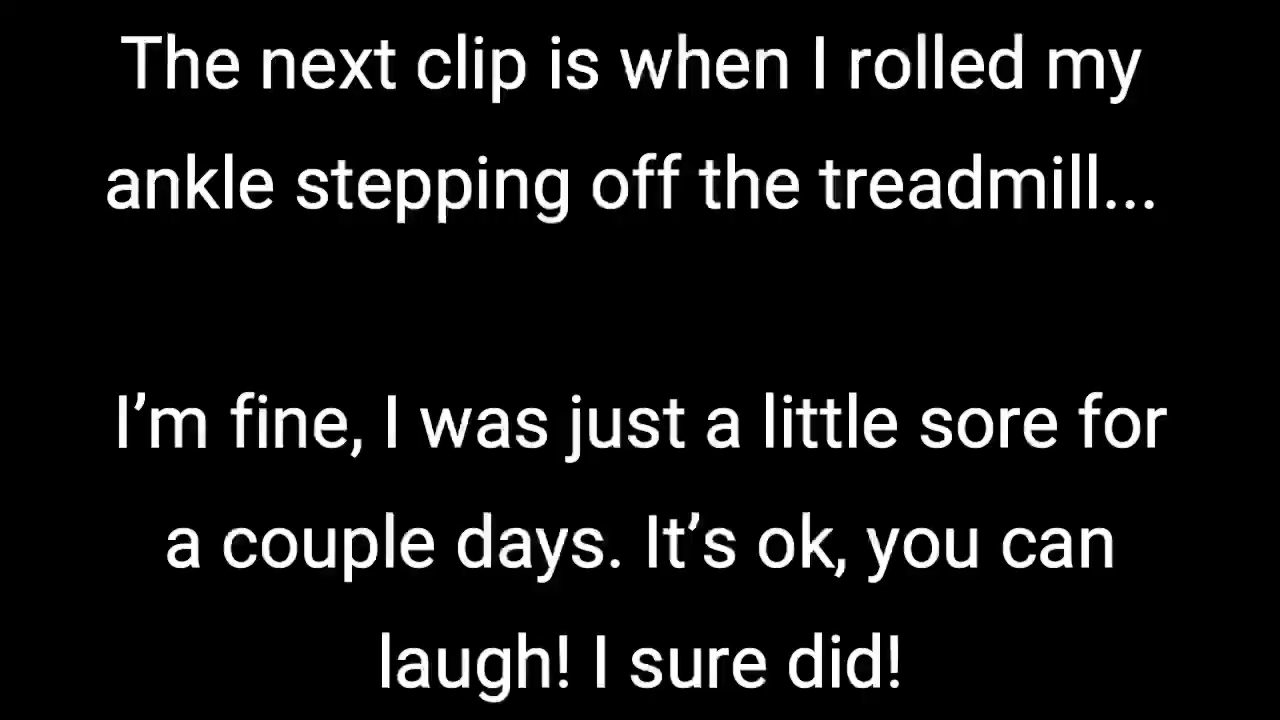 The next clip is when I rolled my
ankle stepping off the treadmill...
I’m fine, I was just a little sore for
a couple days. It’s ok, you can
laugh! I sure did!